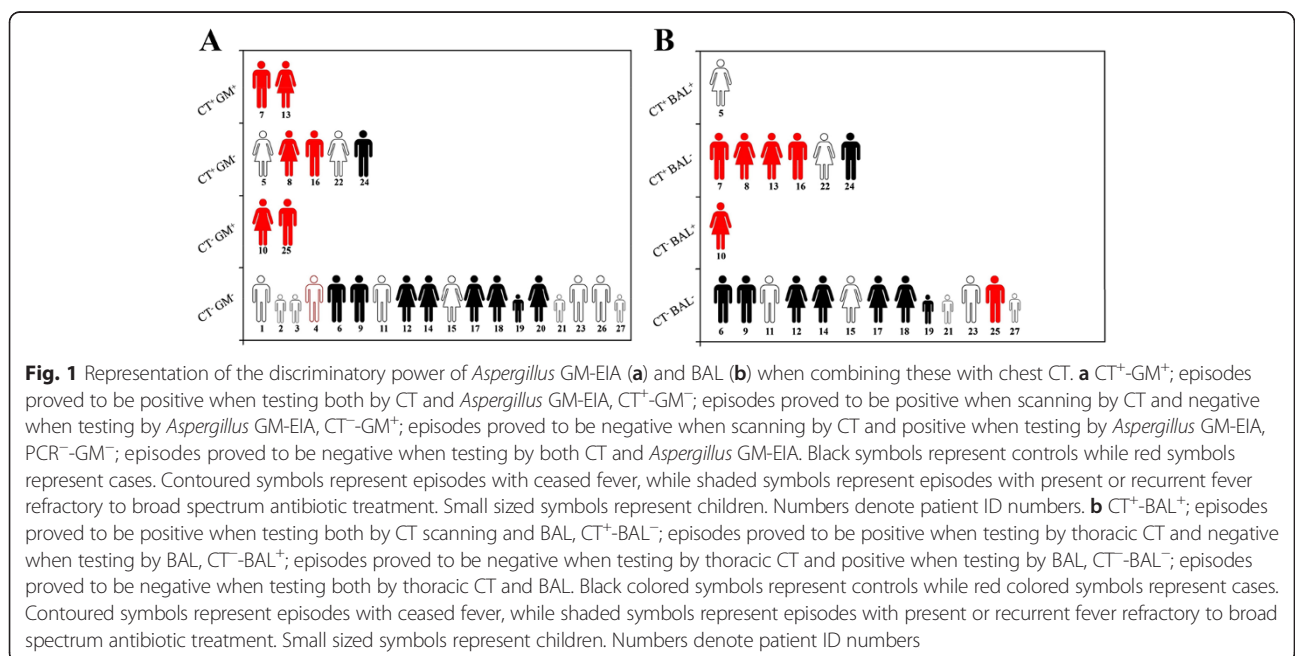 A
B
CT⁺ GM⁺
7 13
CT⁺ GM⁻
5 8 16 22 24
CT⁻ GM⁺
10 25
CT⁻ GM⁻
1 2 3 4 6 9 11 12 14 15 17 18 19 20 21 23 26 27
CT⁺ BAL⁺
5
CT⁺ BAL⁻
7 8 13 16 22 24
CT⁻ BAL⁺
10
CT⁻ BAL⁻
6 9 11 12 14 15 17 18 19 21 23 25 27
Fig. 1 Representation of the discriminatory power of Aspergillus GM-EIA (a) and BAL (b) when combining these with chest CT. a CT⁺-GM⁺; episodes
proved to be positive when testing both by CT and Aspergillus GM-EIA, CT⁺-GM⁻; episodes proved to be positive when scanning by CT and negative
when testing by Aspergillus GM-EIA, CT⁻-GM⁺; episodes proved to be negative when scanning by CT and positive when testing by Aspergillus GM-EIA,
PCR⁻-GM⁻; episodes proved to be negative when testing by both CT and Aspergillus GM-EIA. Black symbols represent controls while red symbols
represent cases. Contoured symbols represent episodes with ceased fever, while shaded symbols represent episodes with present or recurrent fever
refractory to broad spectrum antibiotic treatment. Small sized symbols represent children. Numbers denote patient ID numbers. b CT⁺-BAL⁺; episodes
proved to be positive when testing both by CT scanning and BAL, CT⁺-BAL⁻; episodes proved to be positive when testing by thoracic CT and negative
when testing by BAL, CT⁻-BAL⁺; episodes proved to be negative when testing by thoracic CT and positive when testing by BAL, CT⁻-BAL⁻; episodes
proved to be negative when testing both by thoracic CT and BAL. Black colored symbols represent controls while red colored symbols represent cases.
Contoured symbols represent episodes with ceased fever, while shaded symbols represent episodes with present or recurrent fever refractory to broad
spectrum antibiotic treatment. Small sized symbols represent children. Numbers denote patient ID numbers